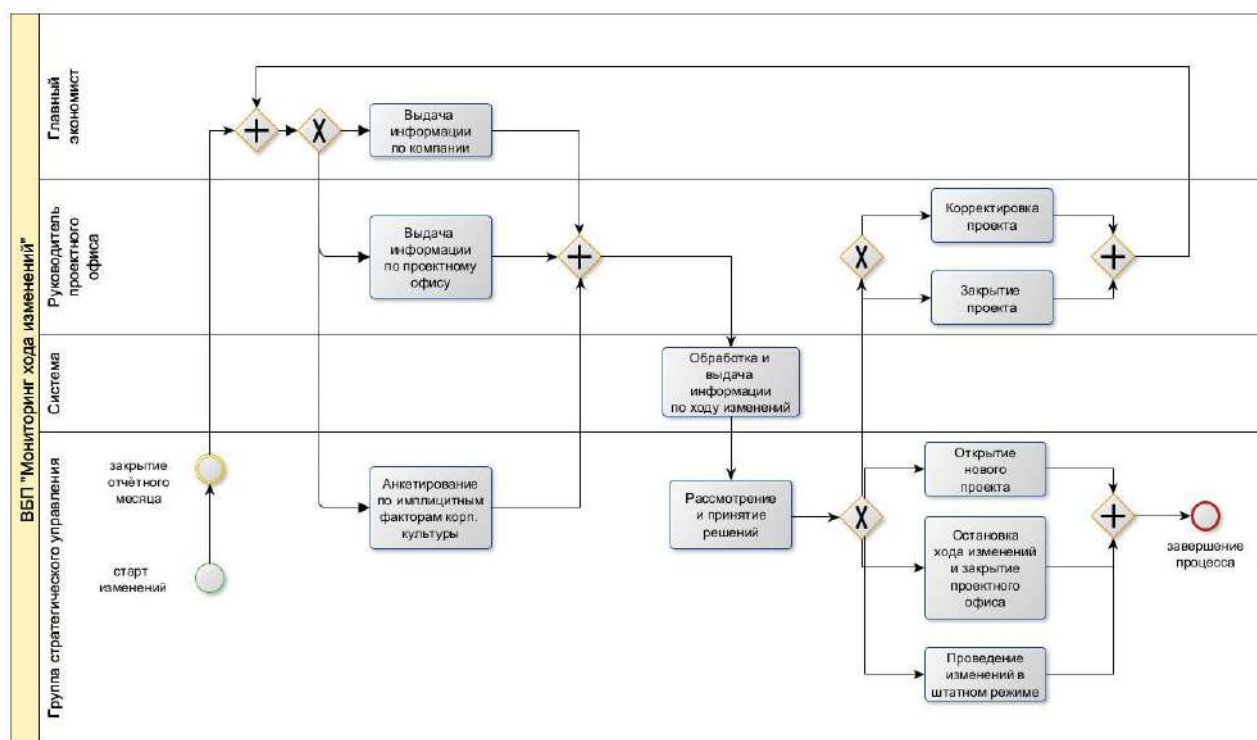 ВБП "Мониторинг хода изменений"
Главный
экономист
Выдача
информации
по компании
Руководитель
проектного
офиса
Выдача
информации
по проектному
офису
Корректировка
проекта
Закрытие
проекта
Система
Обработка и
выдача
информации
по ходу изменений
Группа стратегического управления
закрытие
отчётного
месяца
старт
изменений
Анкетирование
по имплицитным
факторам корп.
культуры
Рассмотрение
и принятие
решений
Открытие
нового
проекта
Остановка
хода изменений
и закрытие
проектного
офиса
Проведение
изменений в
штатном режиме
завершение
процесса